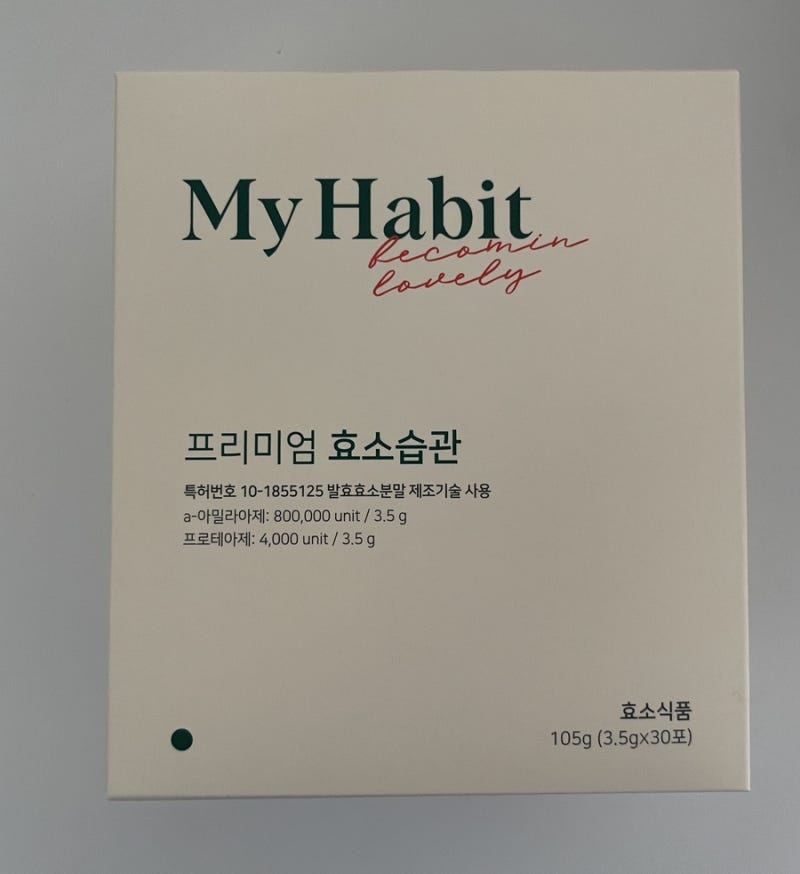 My Habit
becomin
lovely
프리미엄 효소습관
특허번호 10-1855125 발효효소분말 제조기술 사용
a-아밀라아제: 800,000 unit / 3.5 g
프로테아제: 4,000 unit / 3.5 g
효소식품
105g (3.5gx30포)